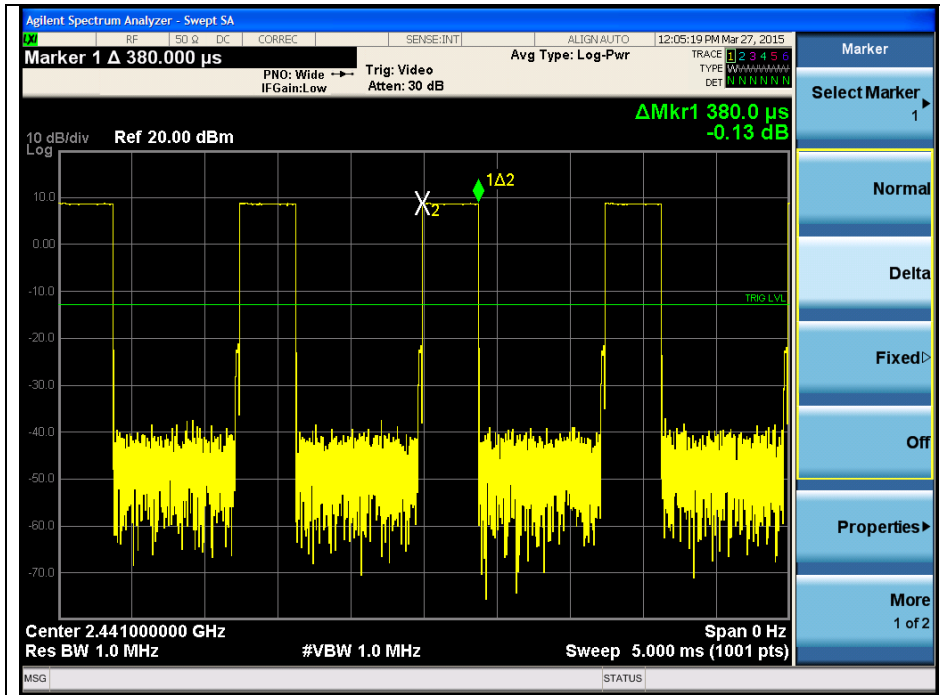 Agilent Spectrum Analyzer - Swept SA
LXI RF 50 Ω DC CORREC SENSE:INT ALIGN AUTO 12:05:19 PM Mar 27, 2015
Marker 1 Δ 380.000 µs
PNO: Wide
IFGain:Low
Trig: Video
Atten: 30 dB
Avg Type: Log-Pwr
TRACE 1 2 3 4 5 6
TYPE
DET N N N N N N
ΔMkr1 380.0 µs
-0.13 dB
10 dB/div Ref 20.00 dBm
Log
10.0
0.00
-10.0
-20.0
-30.0
-40.0
-50.0
-60.0
-70.0
X2
1Δ2
TRIG LVL
Center 2.441000000 GHz Span 0 Hz
Res BW 1.0 MHz #VBW 1.0 MHz Sweep 5.000 ms (1001 pts)
MSG STATUS
Marker
Select Marker
1
Normal
Delta
Fixed
Off
Properties
More
1 of 2